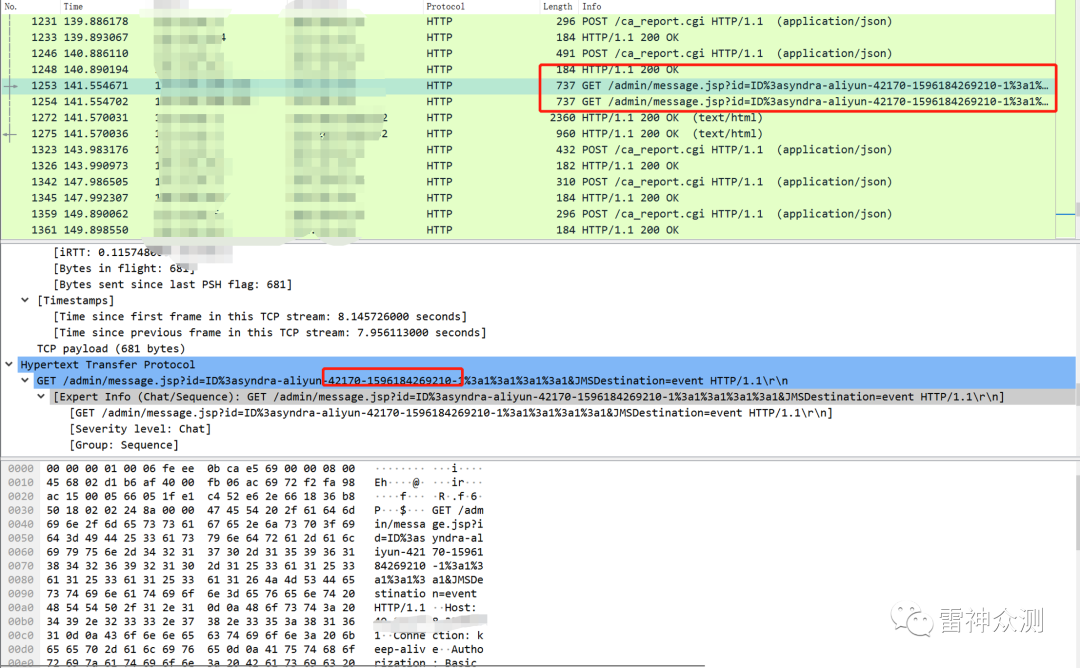 No. Time Protocol Length Info
1231 139.886178 HTTP 296 POST /ca_report.cgi HTTP/1.1 (application/json)
1233 139.893067 HTTP 184 HTTP/1.1 200 OK
1246 140.886110 HTTP 491 POST /ca_report.cgi HTTP/1.1 (application/json)
1248 140.890194 HTTP 184 HTTP/1.1 200 OK
1253 141.554671 1 HTTP 737 GET /admin/message.jsp?id=ID%3asyndra-aliyun-42170-1596184269210-1%3a1%…
1254 141.554702 1 HTTP 737 GET /admin/message.jsp?id=ID%3asyndra-aliyun-42170-1596184269210-1%3a1%…
1272 141.570031 1 2 HTTP 2360 HTTP/1.1 200 OK (text/html)
1275 141.570036 1 2 HTTP 960 HTTP/1.1 200 OK (text/html)
1323 143.983176 HTTP 432 POST /ca_report.cgi HTTP/1.1 (application/json)
1326 143.990973 HTTP 182 HTTP/1.1 200 OK
1342 147.986505 HTTP 310 POST /ca_report.cgi HTTP/1.1 (application/json)
1345 147.992307 HTTP 184 HTTP/1.1 200 OK
1359 149.890062 HTTP 296 POST /ca_report.cgi HTTP/1.1 (application/json)
1361 149.898550 HTTP 184 HTTP/1.1 200 OK
[iRTT: 0.1157480
[Bytes in flight: 681]
[Bytes sent since last PSH flag: 681]
[Timestamps]
[Time since first frame in this TCP stream: 8.145726000 seconds]
[Time since previous frame in this TCP stream: 7.956113000 seconds]
TCP payload (681 bytes)
Hypertext Transfer Protocol
GET /admin/message.jsp?id=ID%3asyndra-aliyun-42170-1596184269210-1%3a1%3a1%3a1%3a1&JMSDestination=event HTTP/1.1\r\n
[Expert Info (Chat/Sequence): GET /admin/message.jsp?id=ID%3asyndra-aliyun-42170-1596184269210-1%3a1%3a1%3a1%3a1&JMSDestination=event HTTP/1.1\r\n]
[GET /admin/message.jsp?id=ID%3asyndra-aliyun-42170-1596184269210-1%3a1%3a1%3a1%3a1&JMSDestination=event HTTP/1.1\r\n]
[Severity level: Chat]
[Group: Sequence]
0000 00 00 00 01 00 06 fe ee 0b ca e5 69 00 00 08 00 ········ ···i····
0010 45 68 02 d1 b6 af 40 00 fb 06 ac 69 72 f2 fa 98 Eh····@· ···ir···
0020 ac 15 00 05 66 05 1f e1 c4 52 e6 2e 66 18 36 b8 ····f··· ·R·.f·6·
0030 50 18 02 02 24 8a 00 00 47 45 54 20 2f 61 64 6d P···$··· GET /adm
0040 69 6e 2f 6d 65 73 73 61 67 65 2e 6a 73 70 3f 69 in/messa ge.jsp?i
0050 64 3d 49 44 25 33 61 73 79 6e 64 72 61 2d 61 6c d=ID%3as yndra-al
0060 69 79 75 6e 2d 34 32 31 37 30 2d 31 35 39 36 31 iyun-421 70-15961
0070 38 34 32 36 39 32 31 30 2d 31 25 33 61 31 25 33 84269210 -1%3a1%3
0080 61 31 25 33 61 31 25 33 61 31 26 4a 4d 53 44 65 a1%3a1%3 a1&JMSDe
0090 73 74 69 6e 61 74 69 6f 6e 3d 65 76 65 6e 74 20 stinatio n=event
00a0 48 54 54 50 2f 31 2e 31 0d 0a 48 6f 73 74 3a 20 HTTP/1.1 ··Host:
00b0 34 39 2e 32 33 33 2e 37 38 2e 33 35 3a 38 31 36
00c0 31 0d 0a 43 6f 6e 6e 65 63 74 69 6f 6e 3a 20 6b 1··Conne ction: k
00d0 65 65 70 2d 61 6c 69 76 65 0d 0a 41 75 74 68 6f eep-aliv e··Autho
00e0 72 69 7a 61 74 69 6f 6e 3a 20 42 61 73 69 63 20 rization : Basic
雷神众测